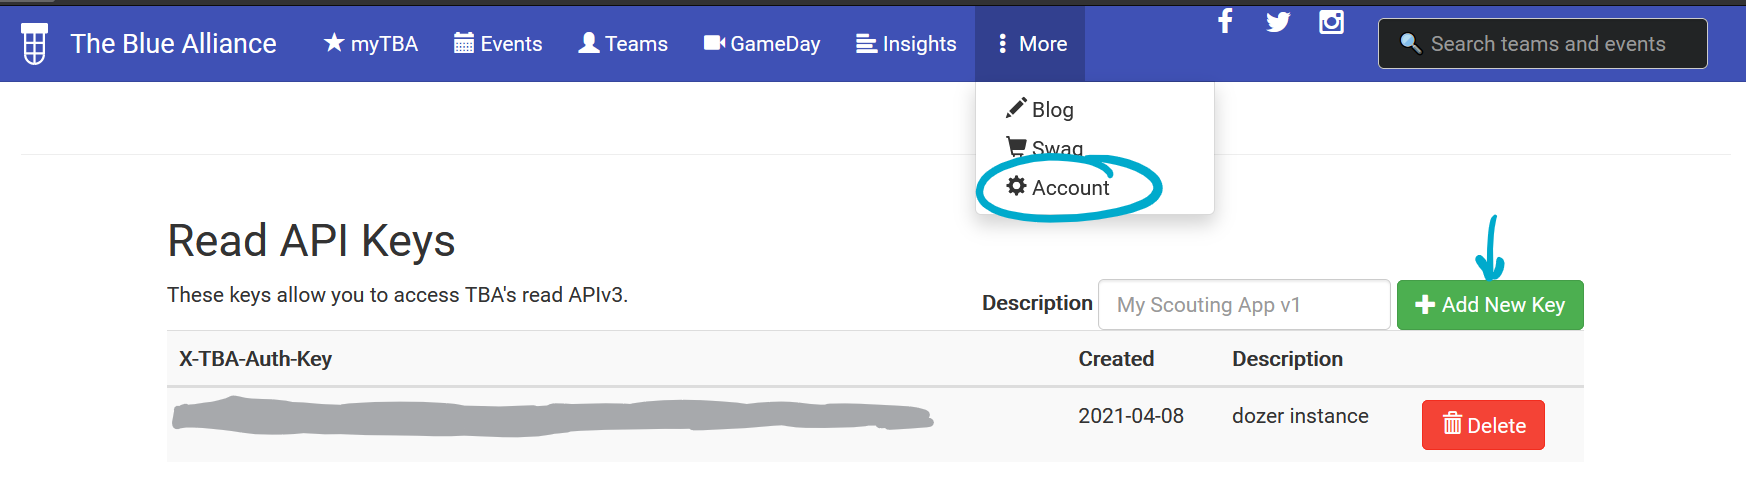 The Blue Alliance myTBA Events Teams GameDay Insights More Search teams and events
Blog
Swag
Account
Read API Keys
These keys allow you to access TBA's read APIv3.
Description My Scouting App v1 Add New Key
X-TBA-Auth-Key Created Description
2021-04-08 dozer instance Delete